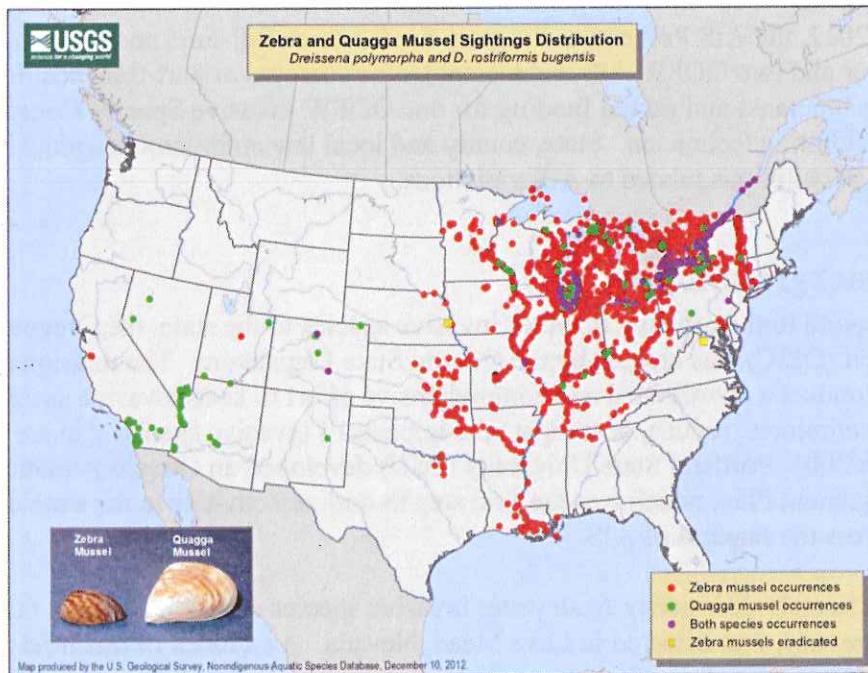 USGS
science for a changing world
Zebra and Quagga Mussel Sightings Distribution
Dreissena polymorpha and D. rostriformis bugensis
Zebra
Mussel
Quagga
Mussel
Zebra mussel occurrences
Quagga mussel occurrences
Both species occurrences
Zebra mussels eradicated
Map produced by the U.S. Geological Survey, Nonindigenous Aquatic Species Database, December 10, 2012.